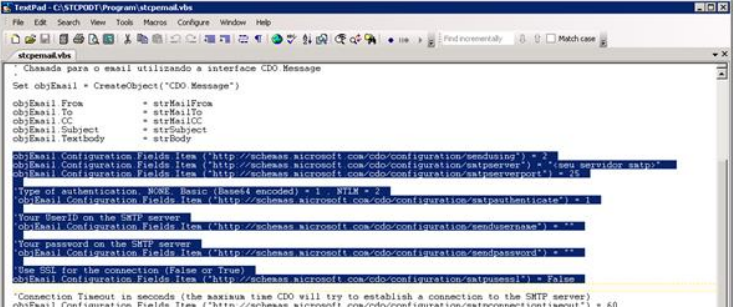 TextPad - C:\STCPODT\Program\stcpemail.vbs
File Edit Search View Tools Macros Configure Window Help
Find incrementally Match case
stcpemail.vbs
' Chamada para o email utilizando a interface CDO.Message
'
Set objEmail = CreateObject("CDO.Message")
objEmail.From = strMailFrom
objEmail.To = strMailTo
objEmail.CC = strMailCC
objEmail.Subject = strSubject
objEmail.Textbody = strBody
objEmail.Configuration.Fields.Item ("http://schemas.microsoft.com/cdo/configuration/sendusing") = 2
objEmail.Configuration.Fields.Item ("http://schemas.microsoft.com/cdo/configuration/smtpserver") = "<seu servidor smtp>"
objEmail.Configuration.Fields.Item ("http://schemas.microsoft.com/cdo/configuration/smtpserverport") = 25
'Type of authentication, NONE, Basic (Base64 encoded) = 1 , NTLM = 2
'objEmail.Configuration.Fields.Item ("http://schemas.microsoft.com/cdo/configuration/smtpauthenticate") = 1
'Your UserID on the SMTP server
'objEmail.Configuration.Fields.Item ("http://schemas.microsoft.com/cdo/configuration/sendusername") = ""
'Your password on the SMTP server
'objEmail.Configuration.Fields.Item ("http://schemas.microsoft.com/cdo/configuration/sendpassword") = ""
'Use SSL for the connection (False or True)
objEmail.Configuration.Fields.Item ("http://schemas.microsoft.com/cdo/configuration/smtpusessl") = False
'Connection Timeout in seconds (the maximum time CDO will try to establish a connection to the SMTP server)
objEmail.Configuration.Fields.Item ("http://schemas.microsoft.com/cdo/configuration/smtpconnectiontimeout") = 60